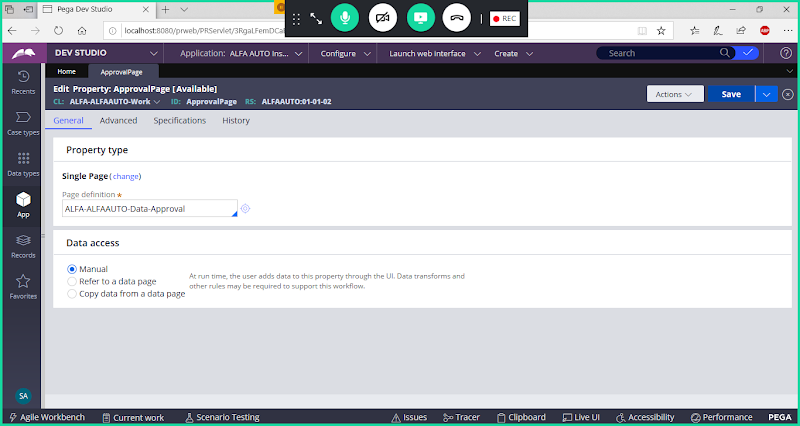 Pega Dev Studio
localhost:8080/prweb/PRServlet/3RgaLFemDCal
REC
DEV STUDIO
Application: ALFA AUTO Ins...
Configure
Launch web interface
Create
Search
Home
ApprovalPage
Edit Property: ApprovalPage [Available]
CL: ALFA-ALFAAUTO-Work ID: ApprovalPage RS: ALFAAUTO:01-01-02
Actions
Save
General Advanced Specifications History
Recents
Case types
Data types
App
Records
Favorites
SA
Property type
Single Page (change)
Page definition ★
ALFA-ALFAAUTO-Data-Approval
Data access
Manual
Refer to a data page
Copy data from a data page
At run time, the user adds data to this property through the UI. Data transforms and
other rules may be required to support this workflow.
Agile Workbench Current work Scenario Testing Issues Tracer Clipboard Live UI Accessibility Performance PEGA